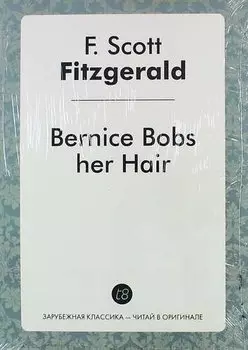 F. Scott
Fitzgerald
Bernice Bobs
her Hair
t8
ЗАРУБЕЖНАЯ КЛАССИКА — ЧИТАЙ В ОРИГИНАЛЕ